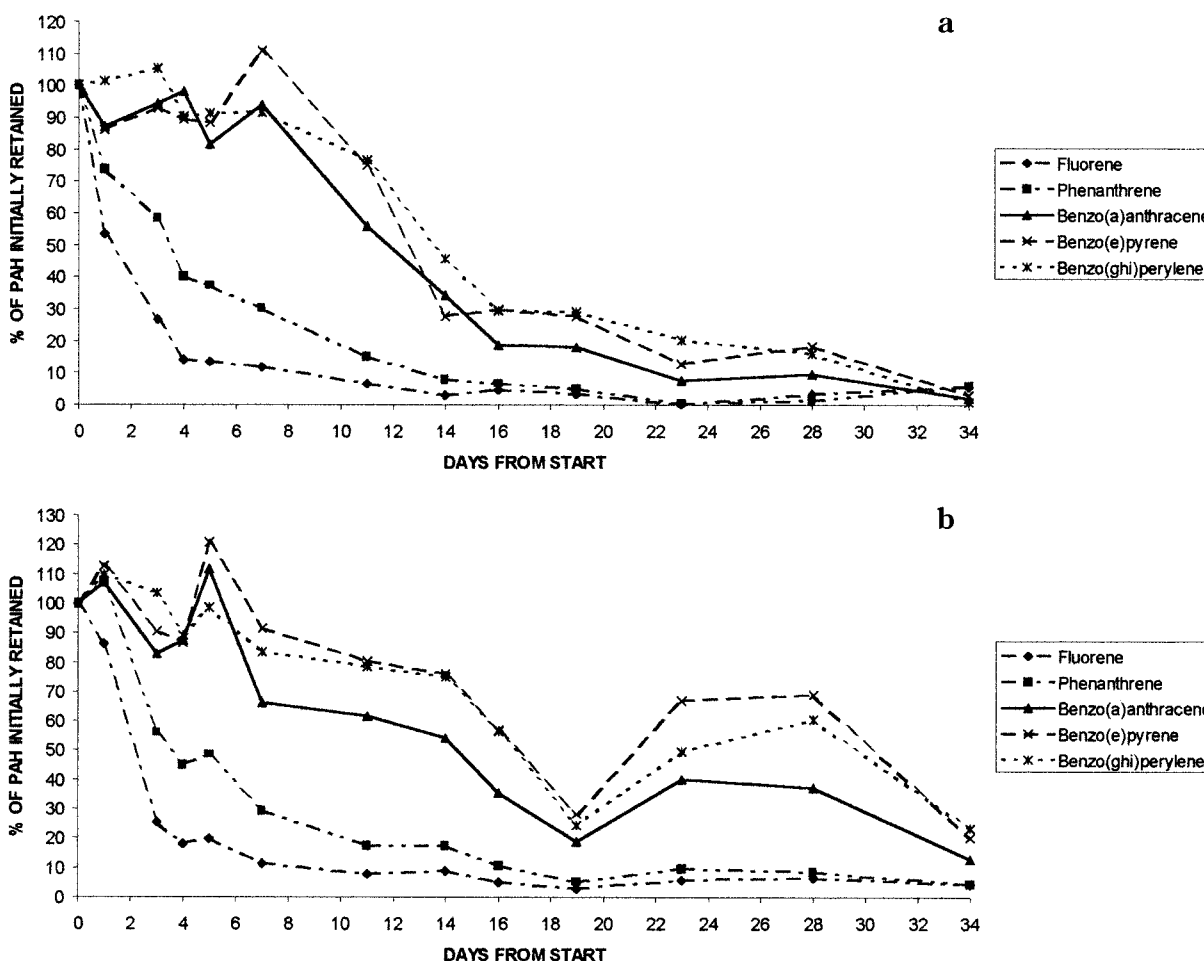 a
% OF PAH INITIALLY RETAINED
120
110
100
90
80
70
60
50
40
30
20
10
0
0 2 4 6 8 10 12 14 16 18 20 22 24 26 28 30 32 34
DAYS FROM START
Fluorene
Phenanthrene
Benzo(a)anthracene
Benzo(e)pyrene
Benzo(ghi)perylene
b
% OF PAH INITIALLY RETAINED
130
120
110
100
90
80
70
60
50
40
30
20
10
0
0 2 4 6 8 10 12 14 16 18 20 22 24 26 28 30 32 34
DAYS FROM START
Fluorene
Phenanthrene
Benzo(a)anthracene
Benzo(e)pyrene
Benzo(ghi)perylene